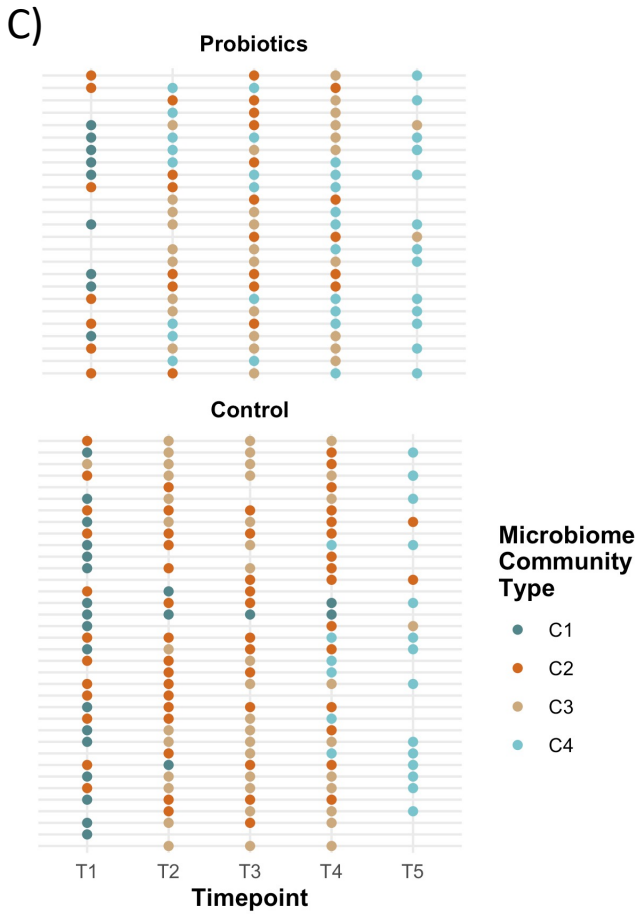 C)
Probiotics
Control
Microbiome
Community
Type
C1
C2
C3
C4
T1 T2 T3 T4 T5
Timepoint